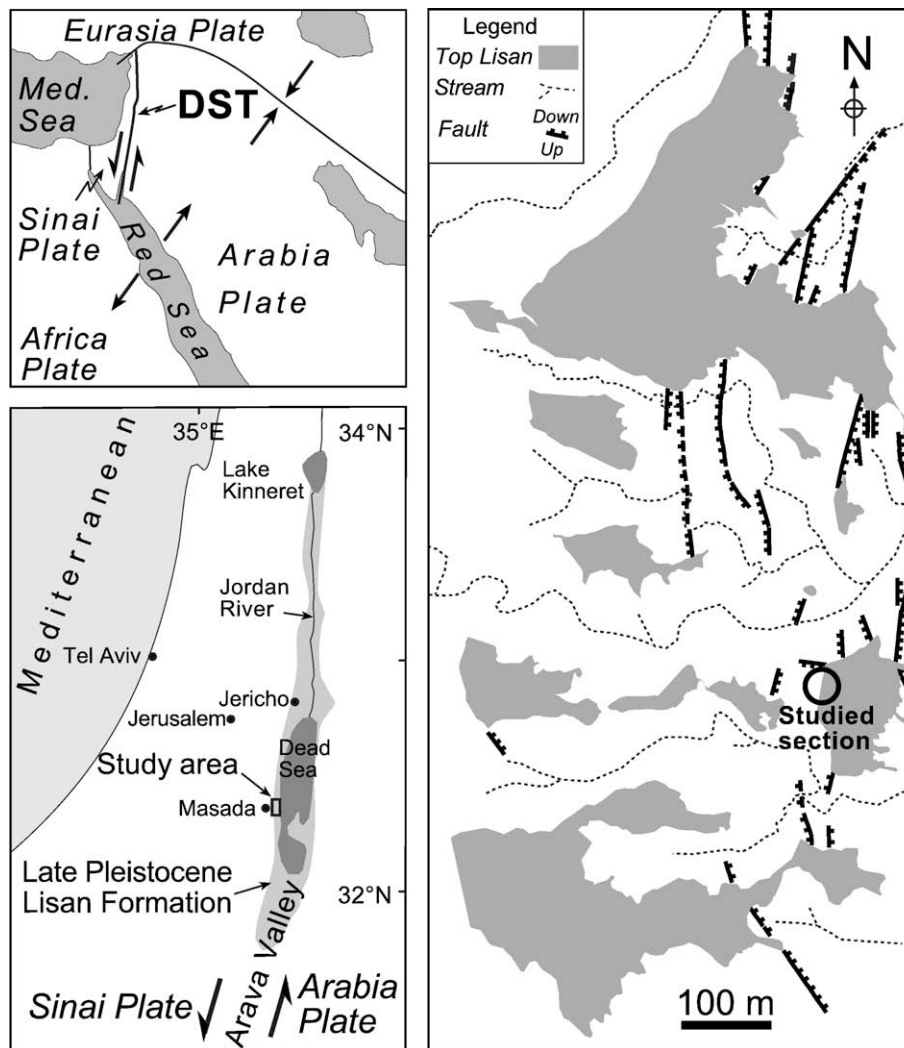 Eurasia Plate
Med.
Sea
DST
Sinai
Plate
Red Sea
Arabia
Plate
Africa
Plate
35°E
34°N
Mediterranean
Lake
Kinneret
Jordan
River
Tel Aviv
Jericho
Jerusalem
Dead
Sea
Study area
Masada
Late Pleistocene
Lisan Formation
32°N
Arava Valley
Sinai Plate
Arabia
Plate
Legend
Top Lisan
Stream
Fault
Down
Up
N
Studied
section
100 m